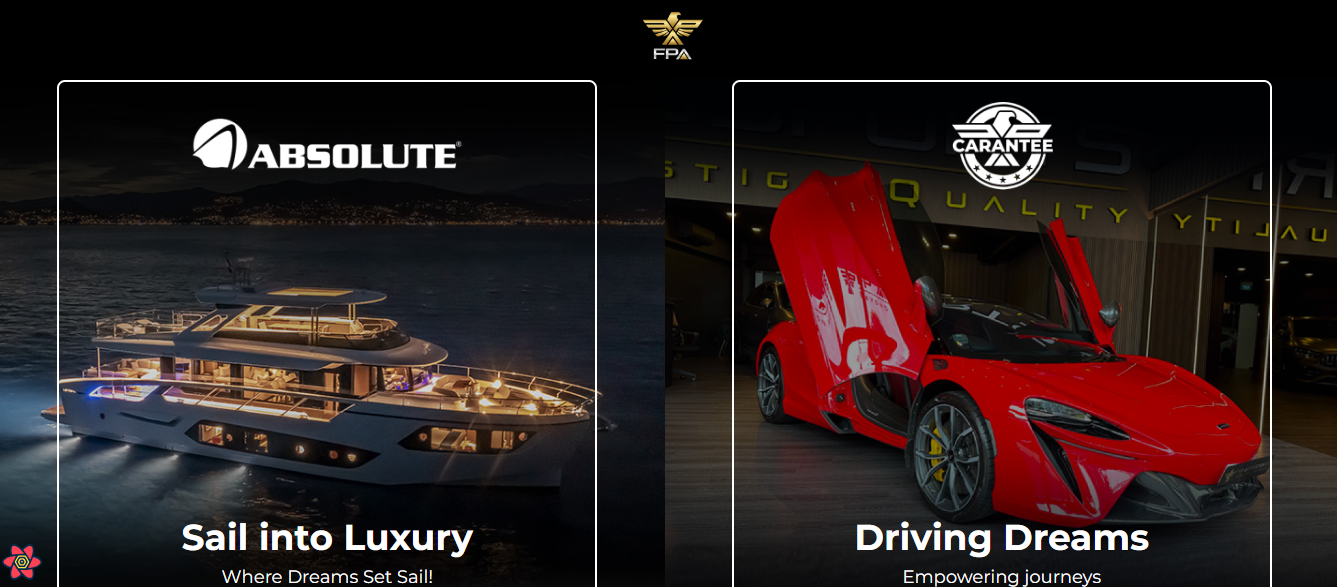 FPA
ABSOLUTE®
Sail into Luxury
Where Dreams Set Sail!
CARANTEE
QUALITY
Driving Dreams
Empowering journeys